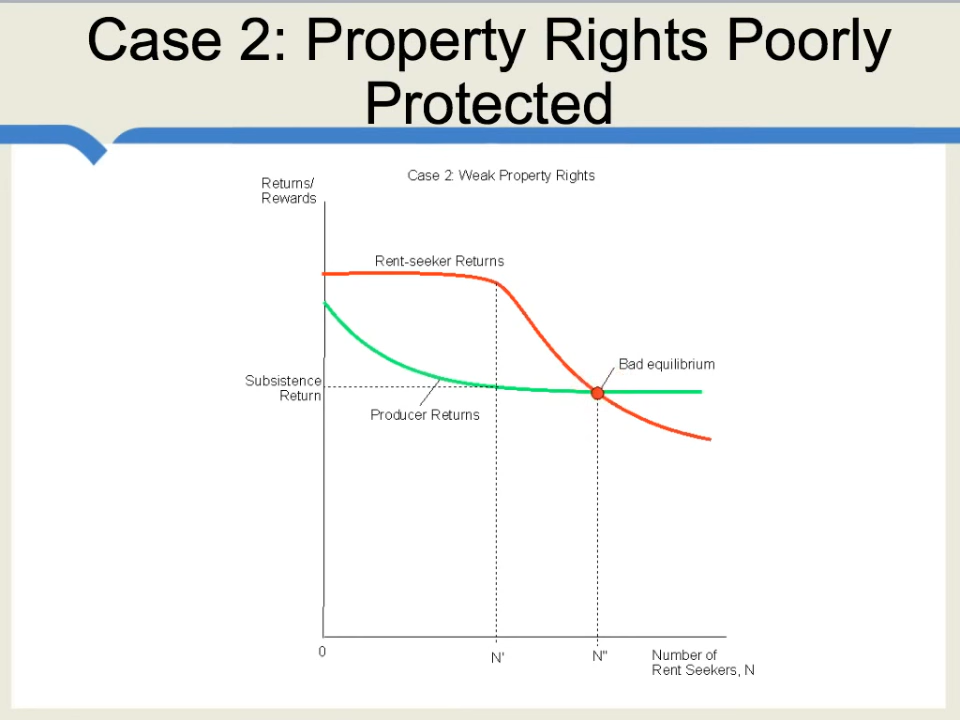 Case 2: Property Rights Poorly
Protected
Case 2: Weak Property Rights
Returns/
Rewards
Rent-seeker Returns
Bad equilibrium
Subsistence
Return
Producer Returns
0
N'
N"
Number of
Rent Seekers, N